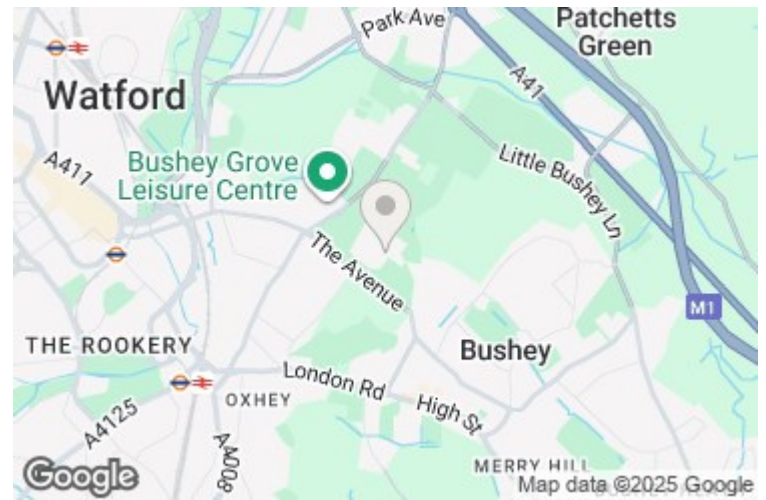 Park Ave
Patchetts
Green
Watford
A41
A411
Bushey Grove
Leisure Centre
Little Bushey Ln
The Avenue
M1
THE ROOKERY
Bushey
London Rd
OXHEY
High St
A4125
A4008
MERRY HILL
Google
Map data ©2025 Google